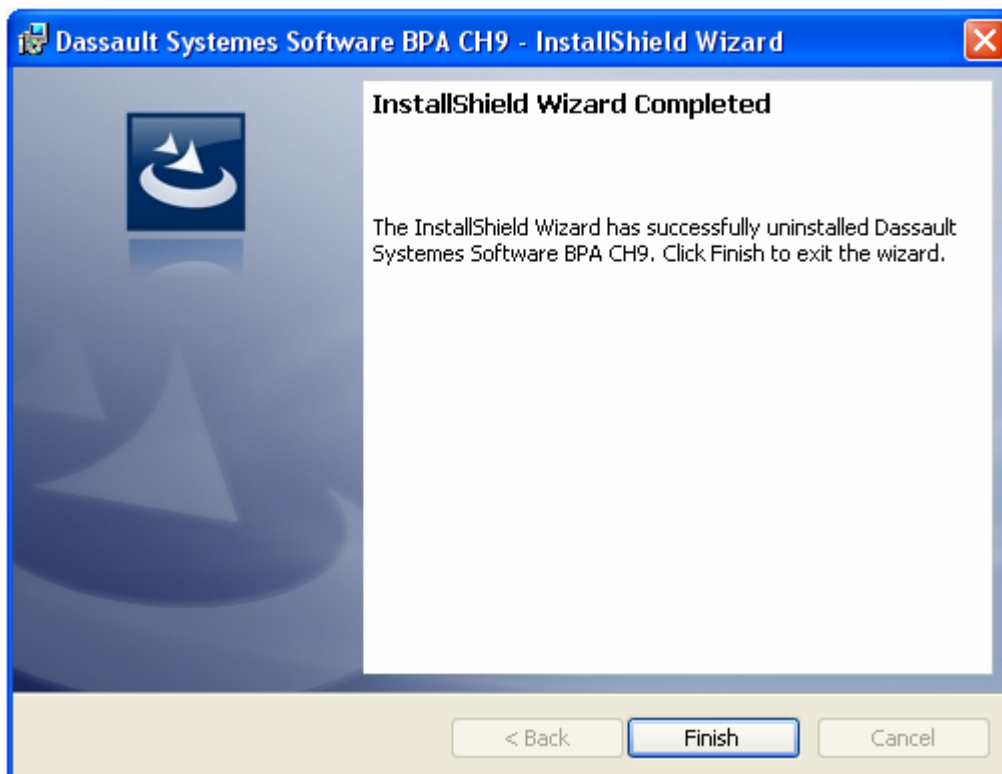 Dassault Systemes Software BPA CH9 - InstallShield Wizard
InstallShield Wizard Completed
The InstallShield Wizard has successfully uninstalled Dassault
Systemes Software BPA CH9. Click Finish to exit the wizard.
< Back Finish Cancel